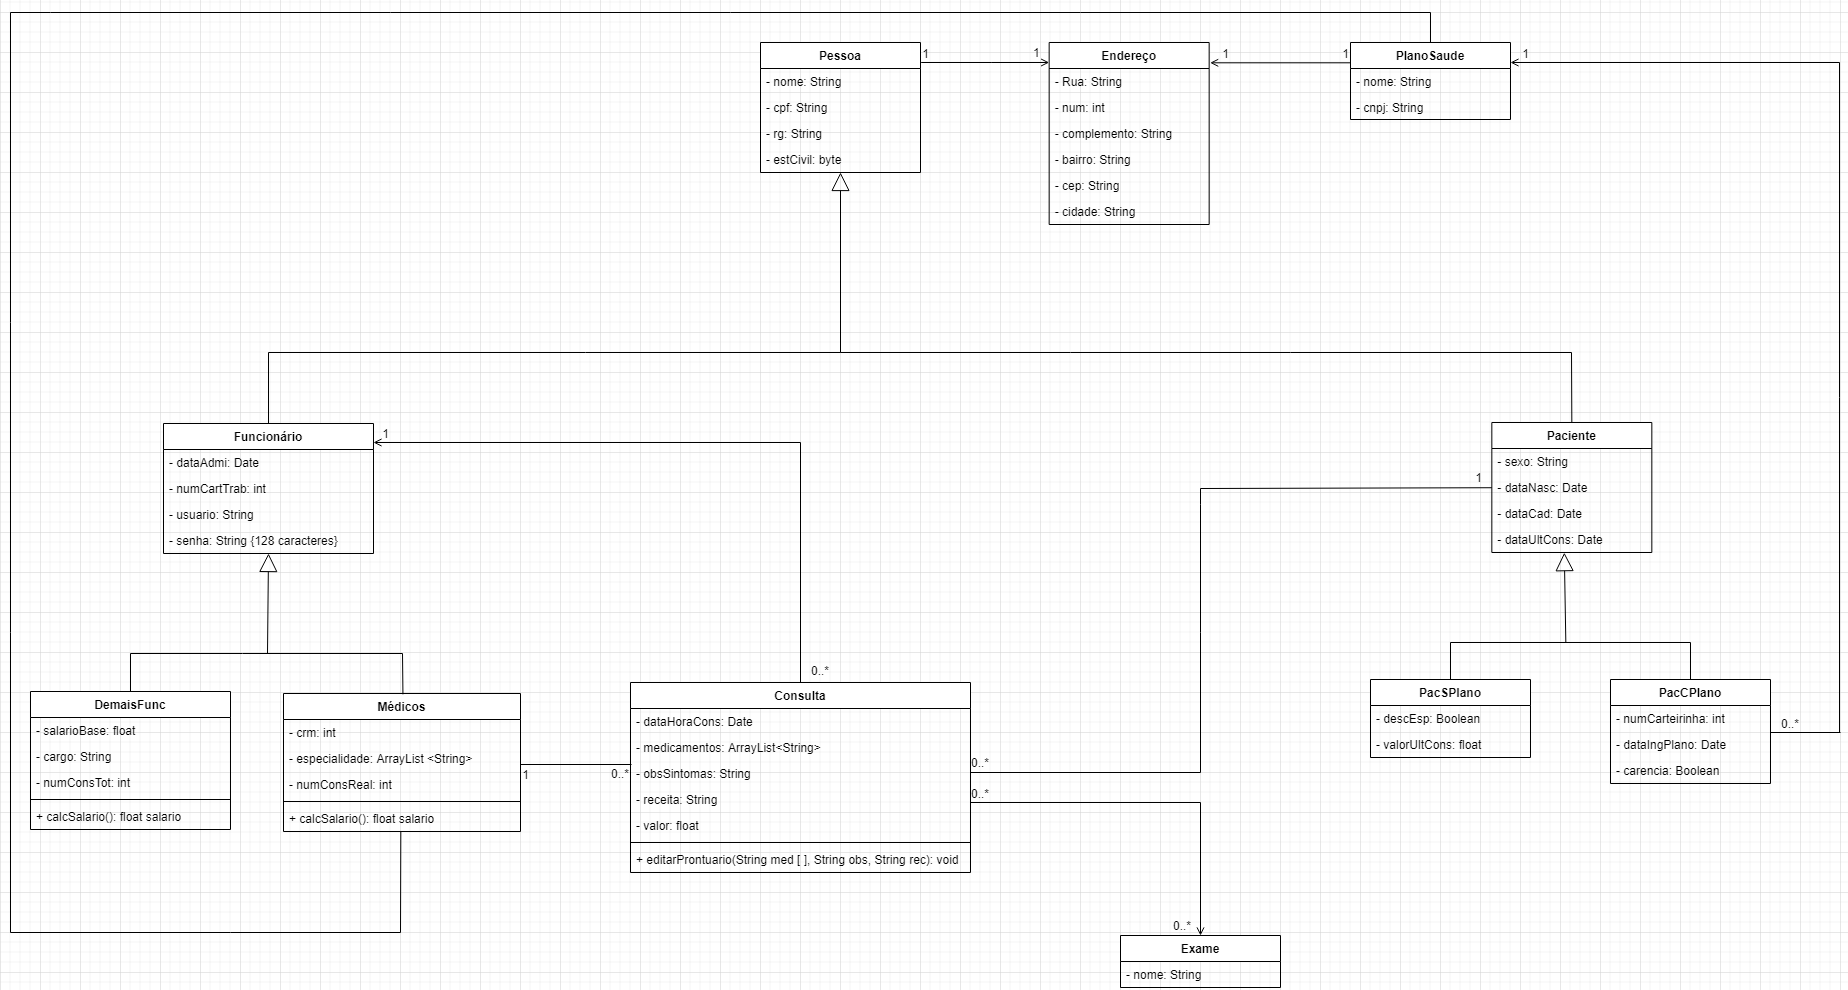 Pessoa
- nome: String
- cpf: String
- rg: String
- estCivil: byte
1
1
Endereço
- Rua: String
- num: int
- complemento: String
- bairro: String
- cep: String
- cidade: String
1
1
PlanoSaude
- nome: String
- cnpj: String
1
Funcionário
- dataAdmi: Date
- numCartTrab: int
- usuario: String
- senha: String {128 caracteres}
1
Paciente
- sexo: String
- dataNasc: Date
- dataCad: Date
- dataUltCons: Date
1
DemaisFunc
- salarioBase: float
- cargo: String
- numConsTot: int
+ calcSalario(): float salario
Médicos
- crm: int
- especialidade: ArrayList <String>
- numConsReal: int
+ calcSalario(): float salario
1
0..*
0..*
Consulta
- dataHoraCons: Date
- medicamentos: ArrayList<String>
- obsSintomas: String
- receita: String
- valor: float
+ editarProntuario(String med [ ], String obs, String rec): void
0..*
0..*
PacSPlano
- descEsp: Boolean
- valorUltCons: float
PacCPlano
- numCarteirinha: int
- dataIngPlano: Date
- carencia: Boolean
0..*
0..*
Exame
- nome: String